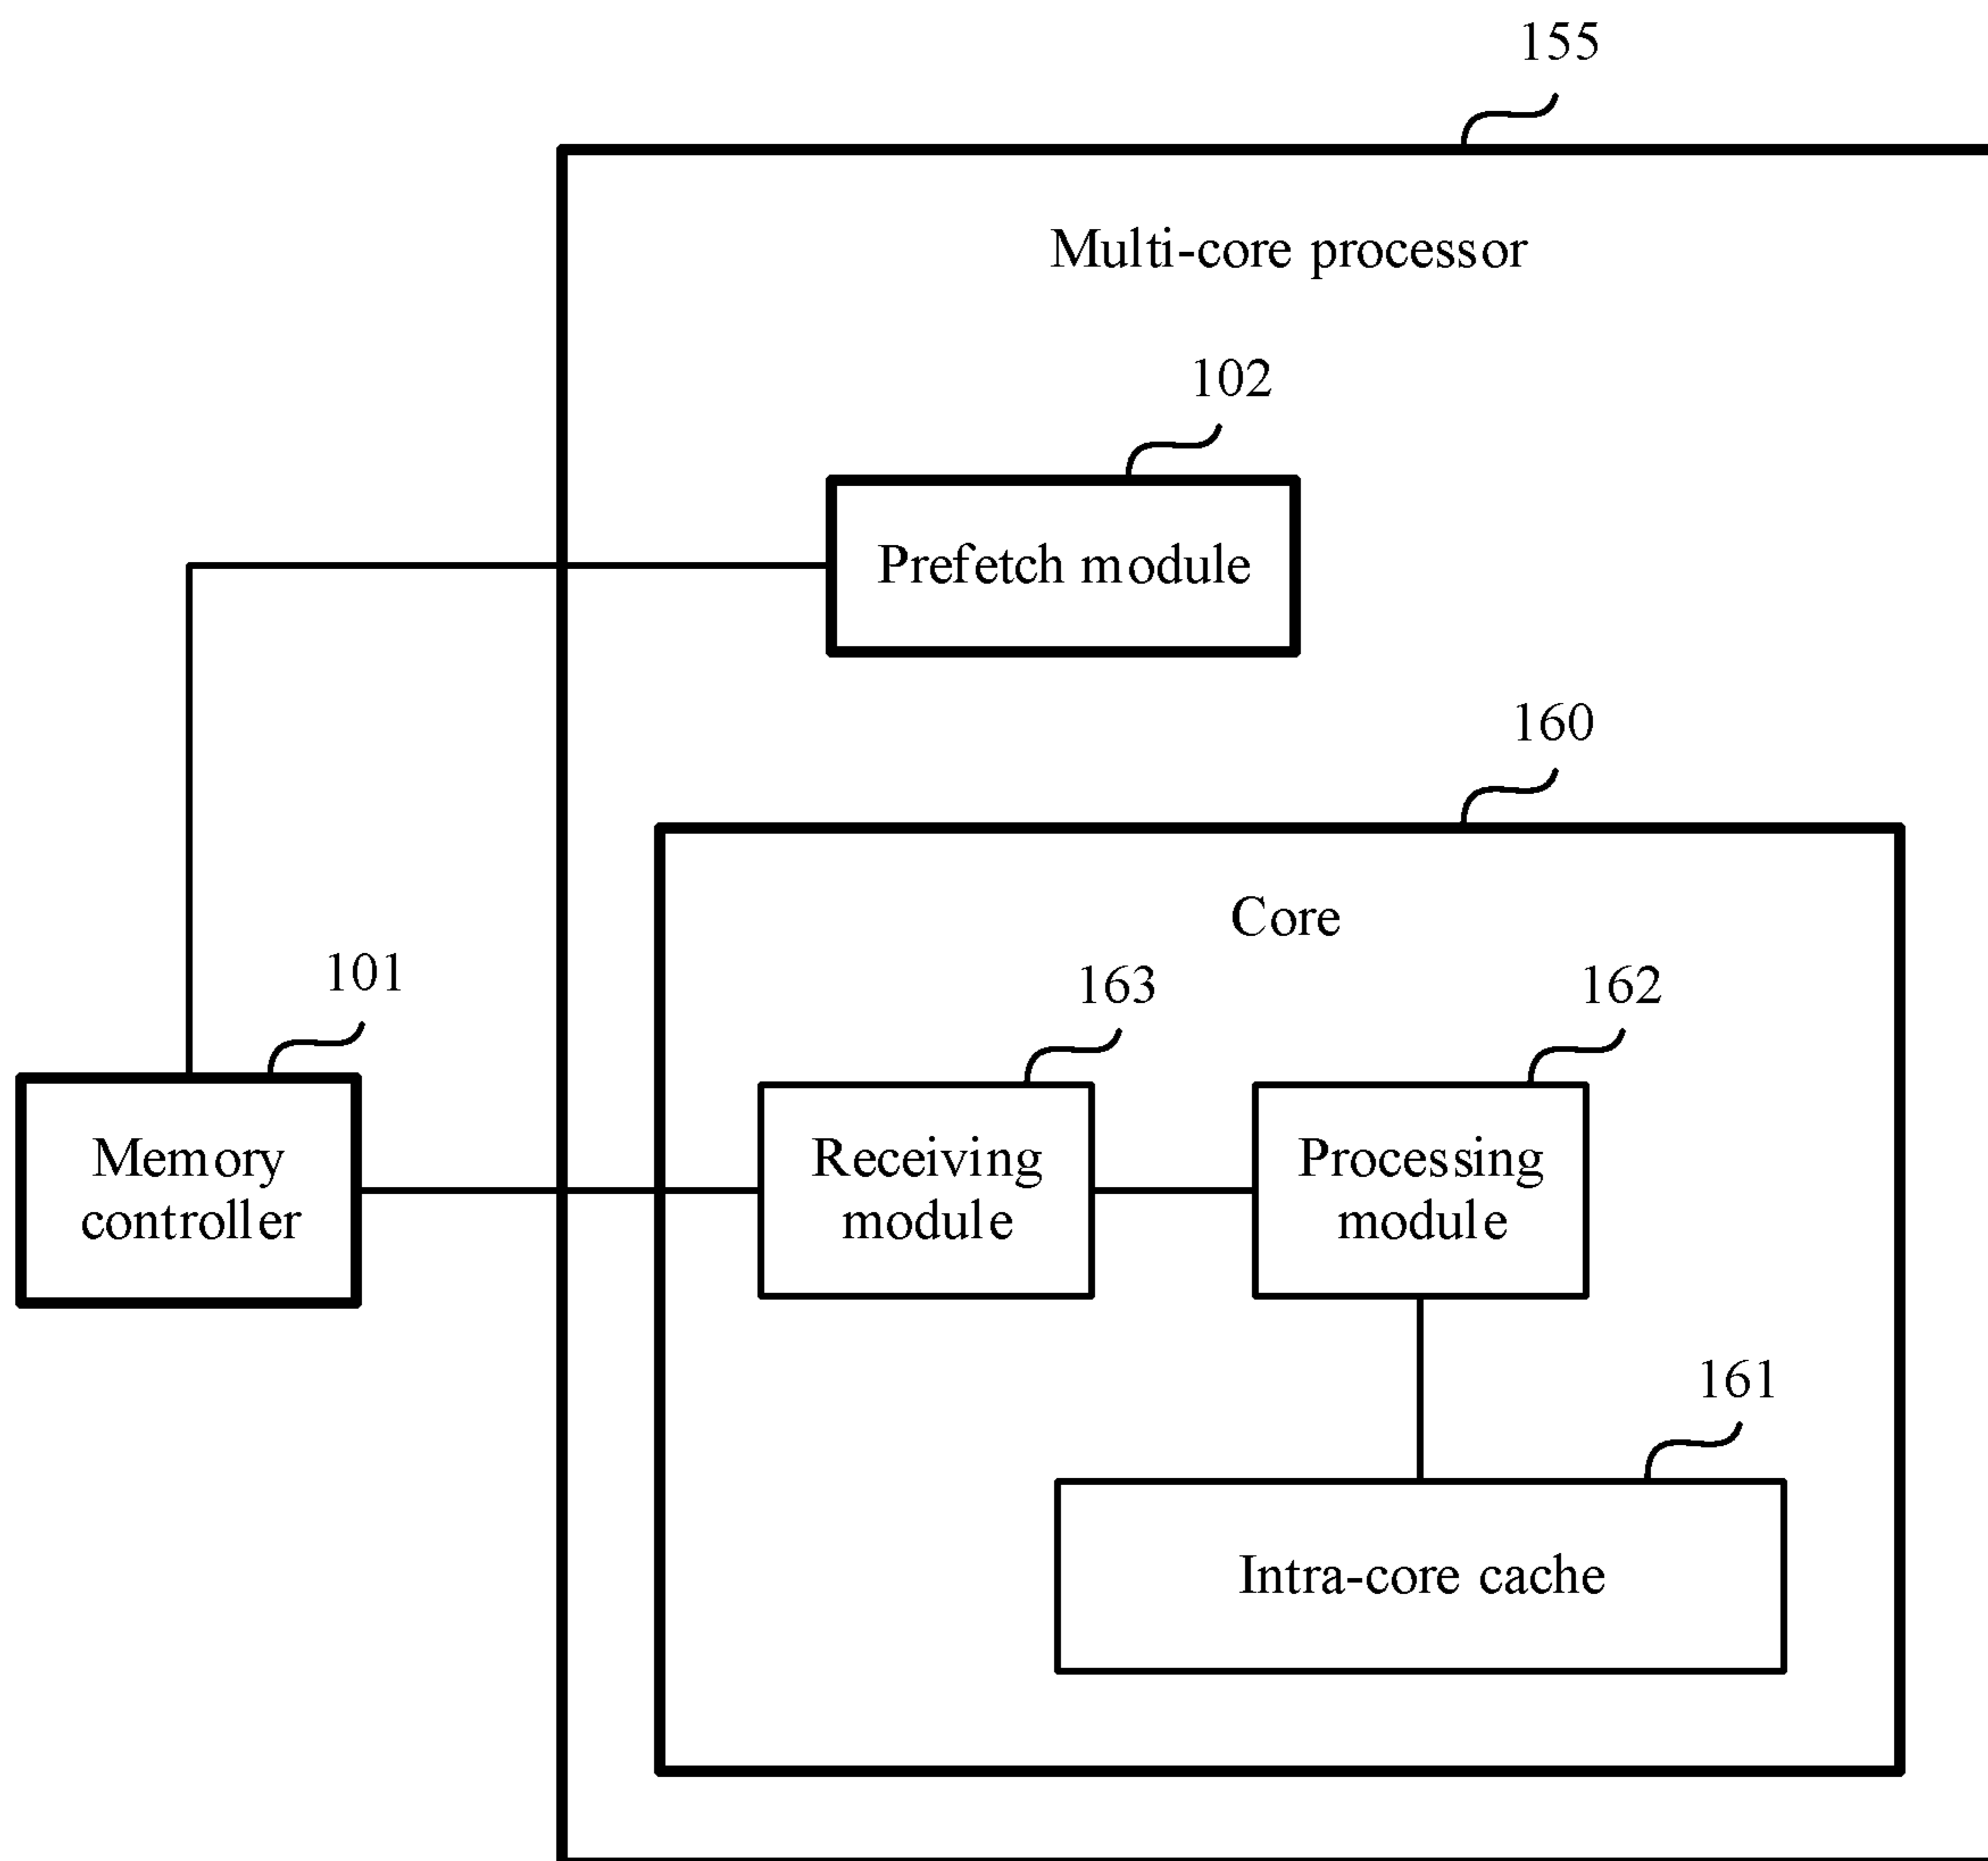 155
Multi-core processor
102
Prefetch module
160
Core
101
163
162
Memory
controller
Receiving
module
Processing
module
161
Intra-core cache